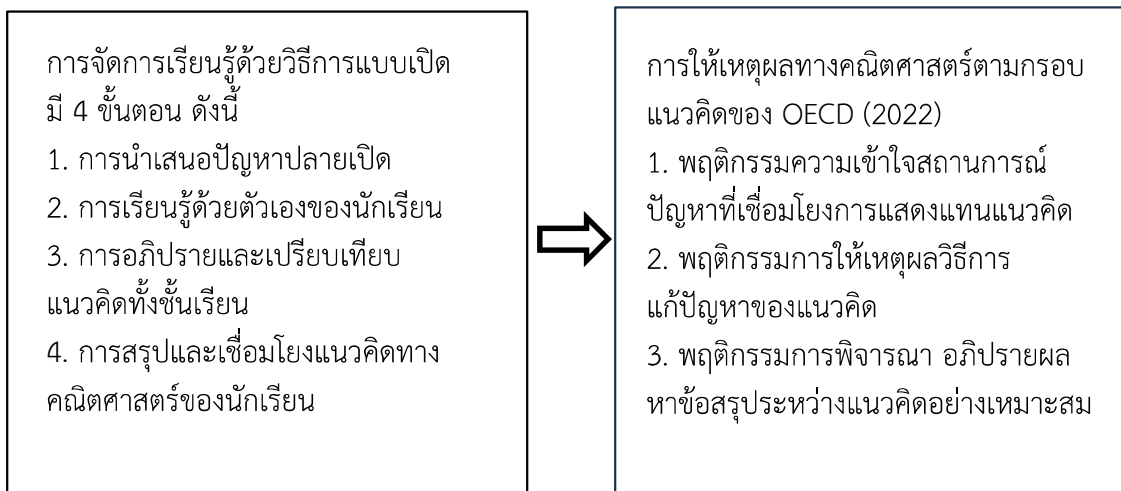 การจัดการเรียนรู้ด้วยวิธีการแบบเปิด
มี 4 ขั้นตอน ดังนี้
1. การนำเสนอปัญหาปลายเปิด
2. การเรียนรู้ด้วยตัวเองของนักเรียน
3. การอภิปรายและเปรียบเทียบ
แนวคิดทั้งชั้นเรียน
4. การสรุปและเชื่อมโยงแนวคิดทาง
คณิตศาสตร์ของนักเรียน
การให้เหตุผลทางคณิตศาสตร์ตามกรอบ
แนวคิดของ OECD (2022)
1. พฤติกรรมความเข้าใจสถานการณ์
ปัญหาที่เชื่อมโยงการแสดงแทนแนวคิด
2. พฤติกรรมการให้เหตุผลวิธีการ
แก้ปัญหาของแนวคิด
3. พฤติกรรมการพิจารณา อภิปรายผล
หาข้อสรุประหว่างแนวคิดอย่างเหมาะสม